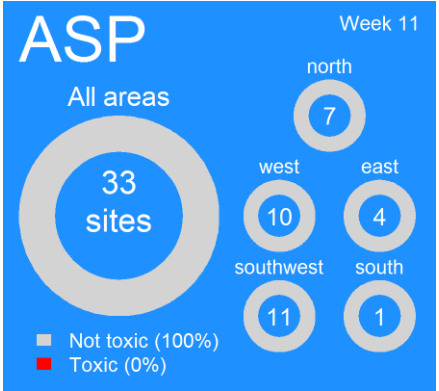 ASP
Week 11
All areas
33
sites
north
7
west
10
east
4
southwest
11
south
1
Not toxic (100%)
Toxic (0%)